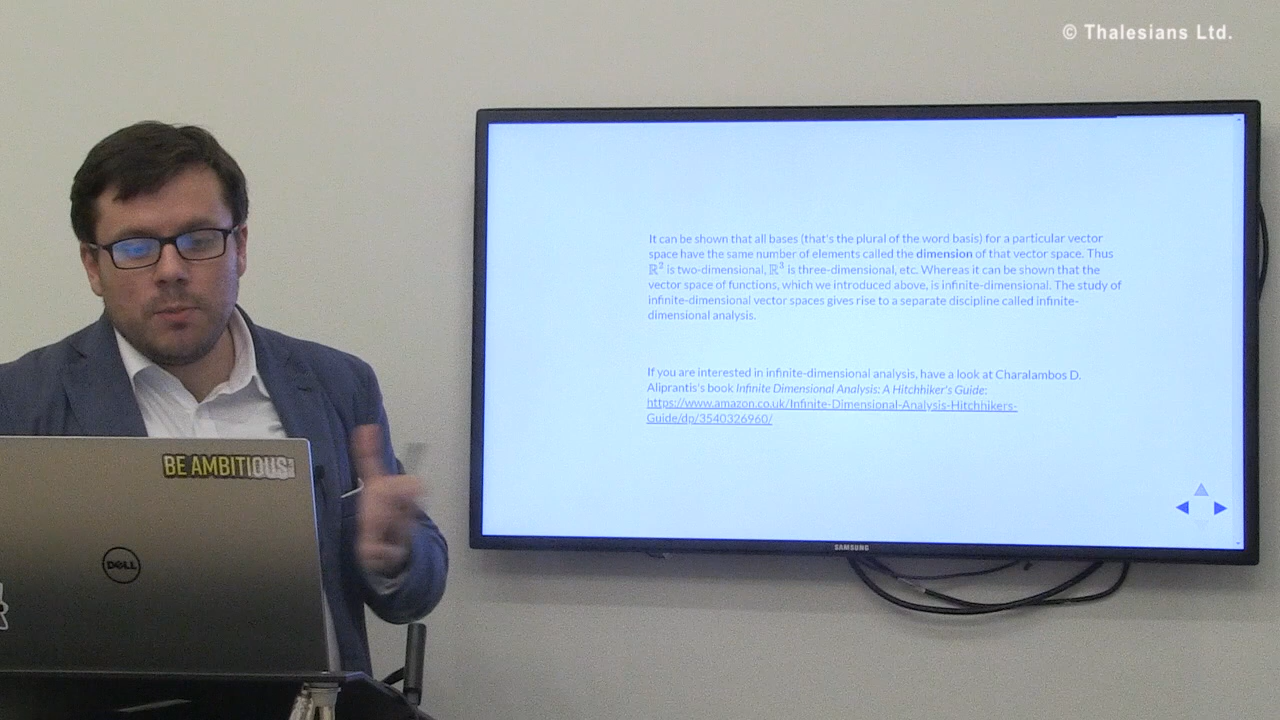 © Thalesians Ltd.
It can be shown that all bases (that's the plural of the word basis) for a particular vector
space have the same number of elements called the dimension of that vector space. Thus
ℝ² is two-dimensional, ℝ³ is three-dimensional, etc. Whereas it can be shown that the
vector space of functions, which we introduced above, is infinite-dimensional. The study of
infinite-dimensional vector spaces gives rise to a separate discipline called infinite-
dimensional analysis.
If you are interested in infinite-dimensional analysis, have a look at Charalambos D.
Aliprantis's book Infinite Dimensional Analysis: A Hitchhiker's Guide:
https://www.amazon.co.uk/Infinite-Dimensional-Analysis-Hitchhikers-
Guide/dp/3540326960/
SAMSUNG
BE AMBITIOUS
DELL